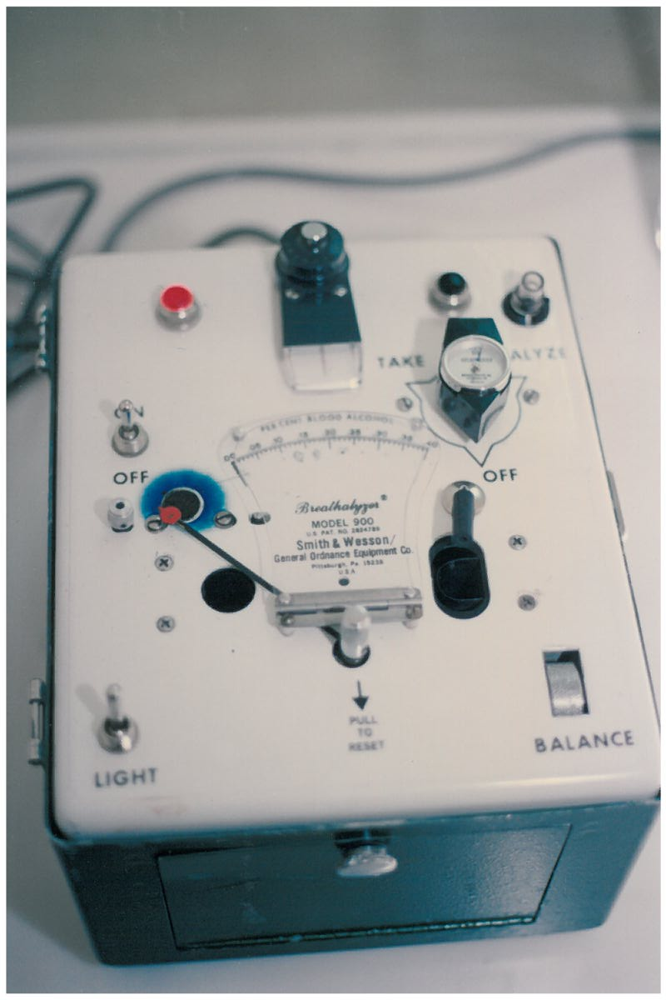 TAKE
ALYZE
ON
OFF
PER CENT BLOOD ALCOHOL
.00 .05 .10 .15 .20 .25 .30 .35 .40
OFF
Breathalyzer®
MODEL 900
U.S. PAT. NO. 2824789
Smith & Wesson/
General Ordnance Equipment Co.
Pittsburgh, Pa. 15238
USA
PULL
TO
RESET
BALANCE
LIGHT